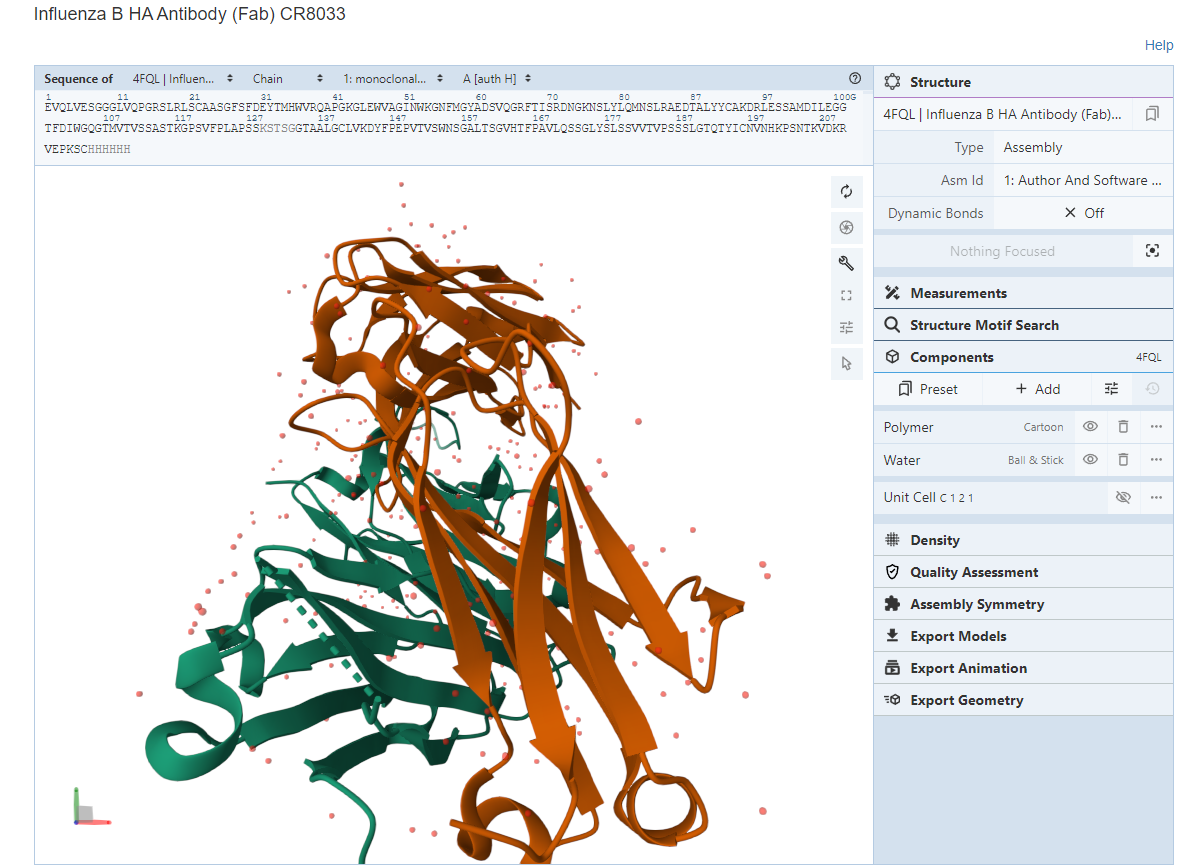 Influenza B HA Antibody (Fab) CR8033
Help
Sequence of 4FQL | Influen... Chain 1: monoclonal... A [auth H]
1 11 21 31 41 51 60 70 80 87 97 100G
EVQLVESGGGLVQPGRSLRLSCAASGFSFDEYTMHWVRQAPGKGLEWVAGINWKGNFMGYADSVQGRFTISRDNGKNSLYLQMNSLRAEDTALYYCAKDRLESSAMDILEGG
107 117 127 137 147 157 167 177 187 197 207
TFDIWGQGTMVTVSSASTKGPSVFPLAPSSKSTSGGTAALGCLVKDYFPEPVTVSWNSGALTSGVHTFPAVLQSSGLYSLSSVVTVPSSSLGTQTYICNVNHKPSNTKVDKR
VEPKSCHHHHHH
Structure
4FQL | Influenza B HA Antibody (Fab)...
Type Assembly
Asm Id 1: Author And Software ...
Dynamic Bonds Off
Nothing Focused
Measurements
Structure Motif Search
Components 4FQL
Preset Add
Polymer Cartoon
Water Ball & Stick
Unit Cell C 1 2 1
Density
Quality Assessment
Assembly Symmetry
Export Models
Export Animation
Export Geometry